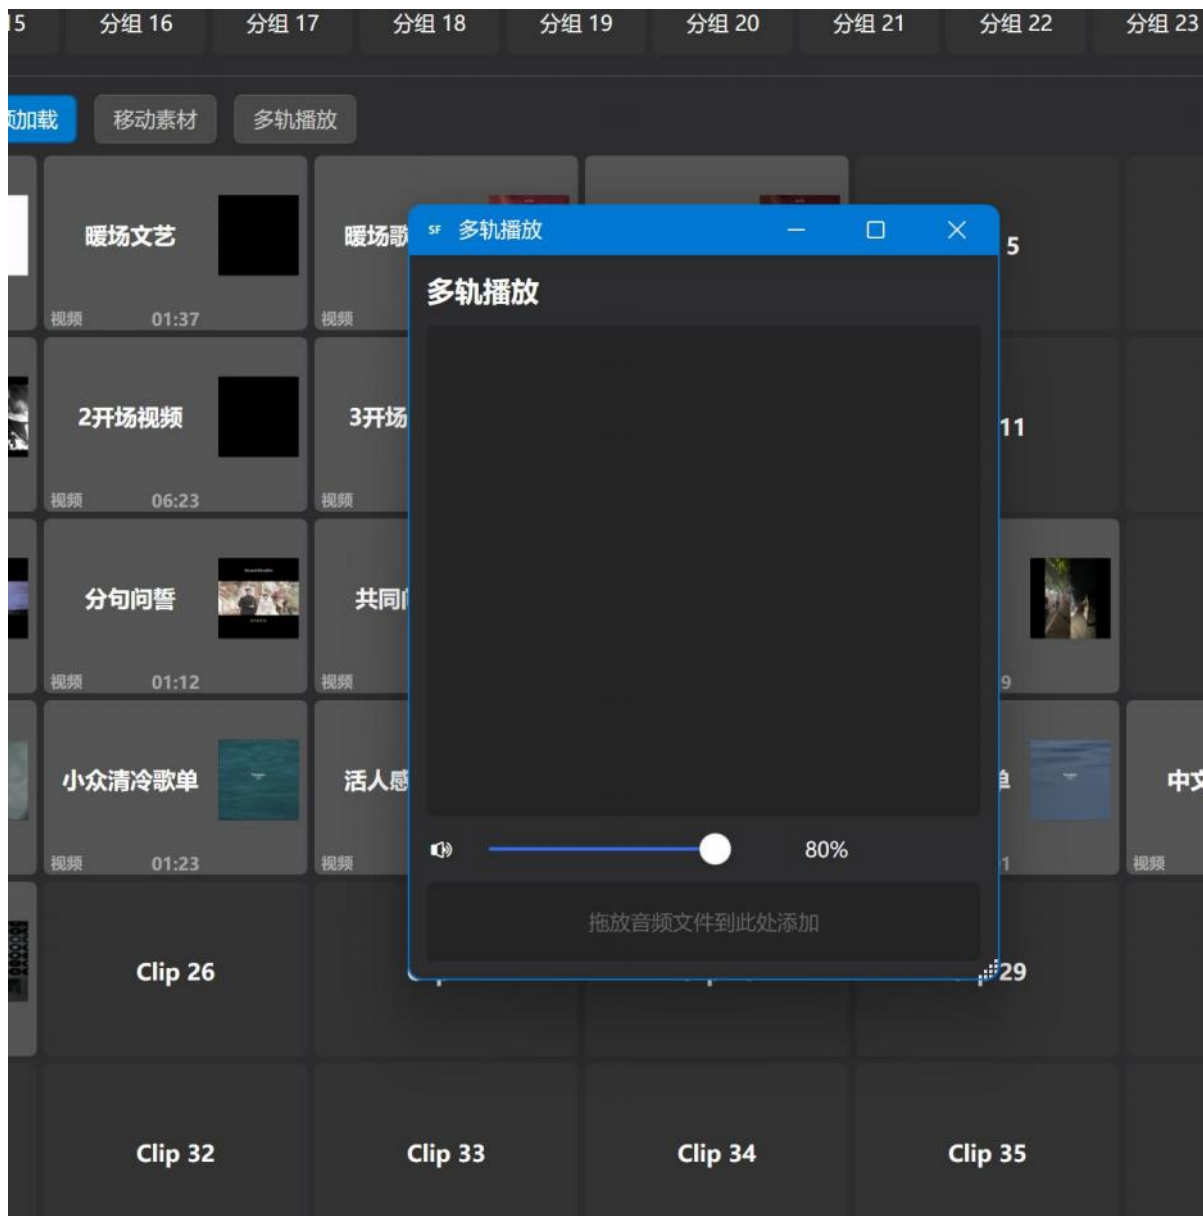 15 分组 16 分组 17 分组 18 分组 19 分组 20 分组 21 分组 22 分组 23
加载 移动素材 多轨播放
暖场文艺 暖场歌 5
视频 01:37 视频
SF 多轨播放
多轨播放
2开场视频 3开场 11
视频 06:23 视频
分句问誓 共同
视频 01:12 视频 9
小众清冷歌单 活人感 单 中文
视频 01:23 视频 1 视频
80%
拖放音频文件到此处添加
Clip 26 29
Clip 32 Clip 33 Clip 34 Clip 35